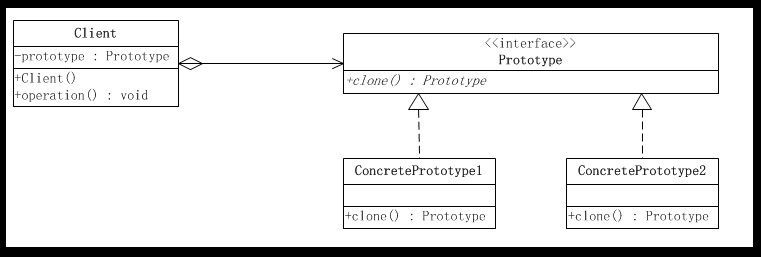 Client
-prototype : Prototype
+Client()
+operation() : void
<<interface>>
Prototype
+clone() : Prototype
ConcretePrototype1
+clone() : Prototype
ConcretePrototype2
+clone() : Prototype